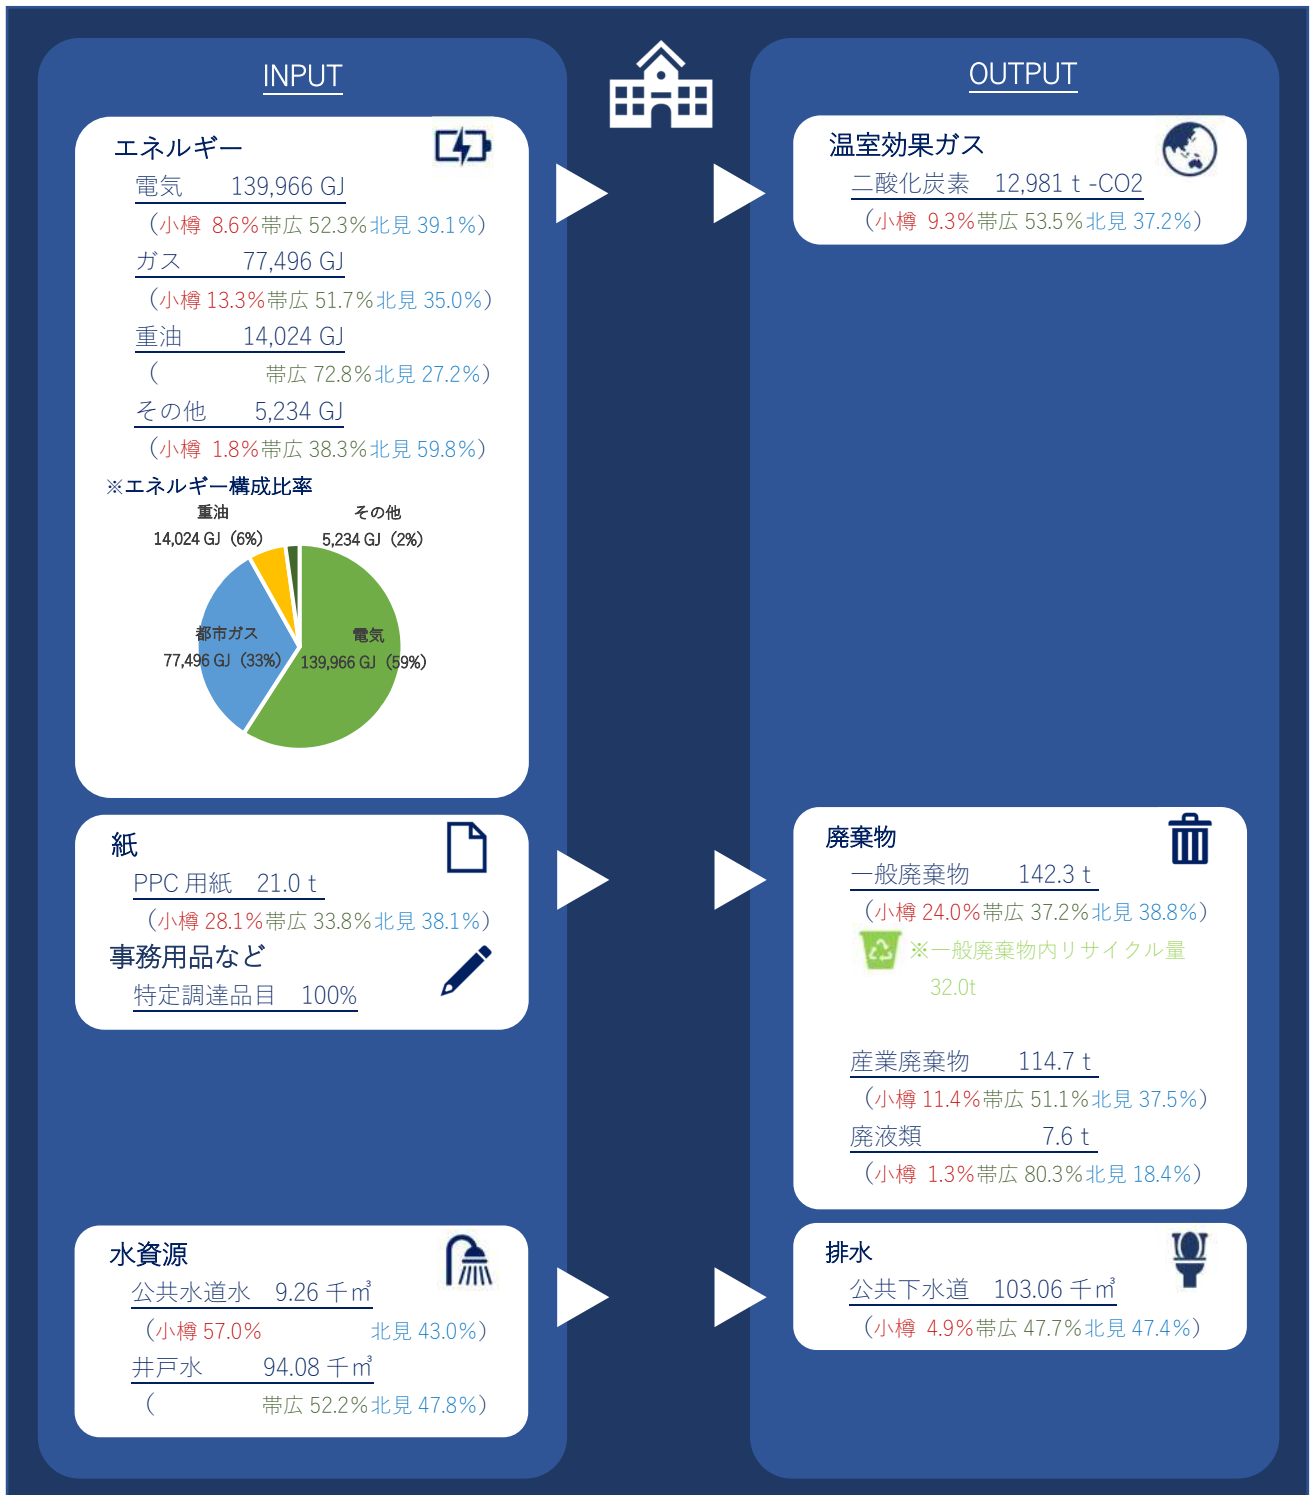 INPUT
エネルギー
電気 139,966 GJ
（小樽 8.6%帯広 52.3%北見 39.1%）
ガス 77,496 GJ
（小樽 13.3%帯広 51.7%北見 35.0%）
重油 14,024 GJ
（ 帯広 72.8%北見 27.2%）
その他 5,234 GJ
（小樽 1.8%帯広 38.3%北見 59.8%）
※エネルギー構成比率
重油
14,024 GJ（6%）
その他
5,234 GJ（2%）
都市ガス
77,496 GJ（33%）
電気
139,966 GJ（59%）
紙
PPC 用紙 21.0 t
（小樽 28.1%帯広 33.8%北見 38.1%）
事務用品など
特定調達品目 100%
水資源
公共水道水 9.26 千㎥
（小樽 57.0% 北見 43.0%）
井戸水 94.08 千㎥
（ 帯広 52.2%北見 47.8%）
OUTPUT
温室効果ガス
二酸化炭素 12,981 t -CO2
（小樽 9.3%帯広 53.5%北見 37.2%）
廃棄物
一般廃棄物 142.3 t
（小樽 24.0%帯広 37.2%北見 38.8%）
※一般廃棄物内リサイクル量
32.0t
産業廃棄物 114.7 t
（小樽 11.4%帯広 51.1%北見 37.5%）
廃液類 7.6 t
（小樽 1.3%帯広 80.3%北見 18.4%）
排水
公共下水道 103.06 千㎥
（小樽 4.9%帯広 47.7%北見 47.4%）